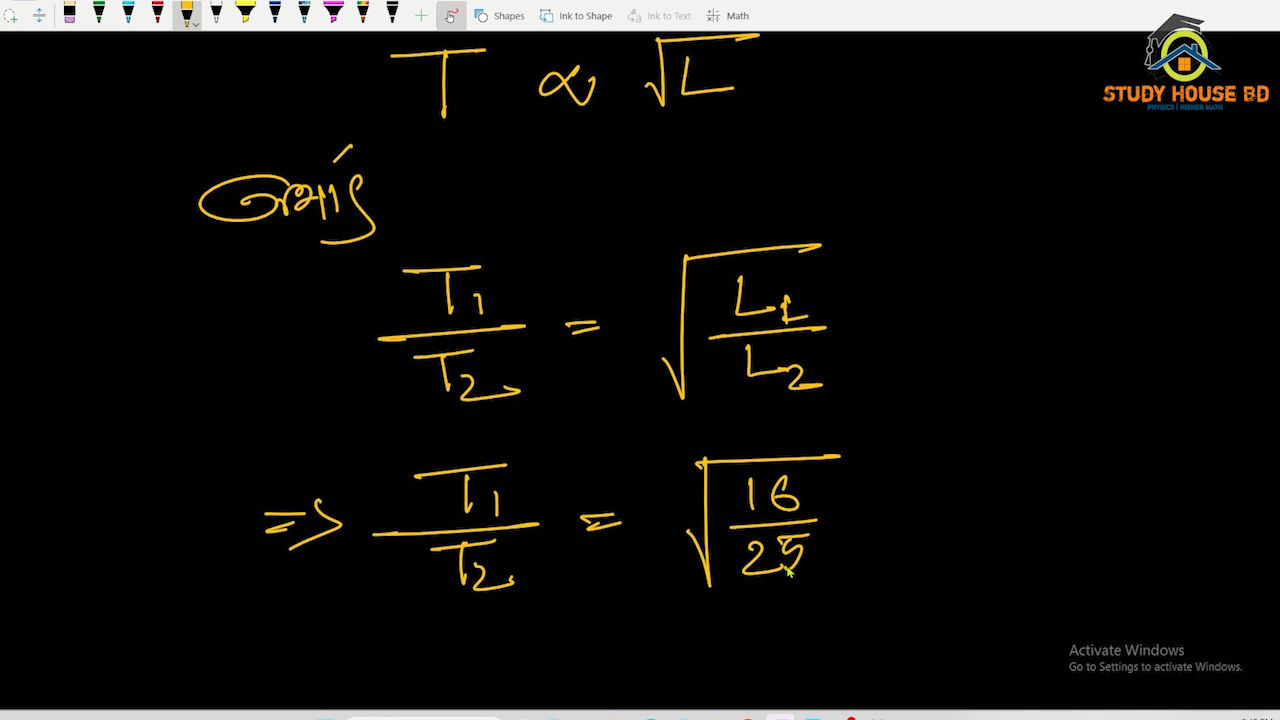 Shapes Ink to Shape Ink to Text Math
STUDY HOUSE BD
PHYSICS | HIGHER MATH
T ∝ √L
T₁/T₂ = √(L₁/L₂)
=> T₁/T₂ = √(16/25)
Activate Windows
Go to Settings to activate Windows.